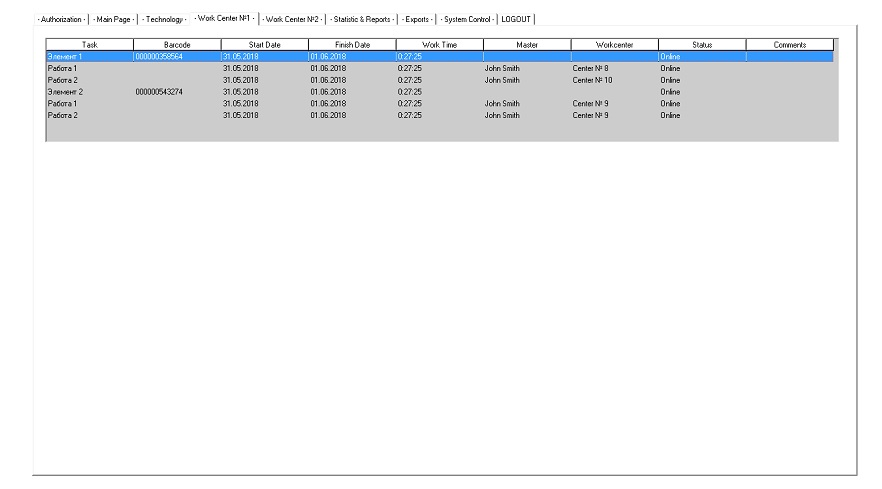 - Authorization - - Main Page - - Technology - - Work Center №1 - - Work Center №2 - - Statistic & Reports - - Exports - - System Control - LOGOUT
Task Barcode Start Date Finish Date Work Time Master Workcenter Status Comments
Элемент 1 000000358564 31.05.2018 01.06.2018 0:27:25 Online
Работа 1 31.05.2018 01.06.2018 0:27:25 John Smith Center № 8 Online
Работа 2 31.05.2018 01.06.2018 0:27:25 John Smith Center № 10 Online
Элемент 2 000000543274 31.05.2018 01.06.2018 0:27:25 Online
Работа 1 31.05.2018 01.06.2018 0:27:25 John Smith Center № 9 Online
Работа 2 31.05.2018 01.06.2018 0:27:25 John Smith Center № 9 Online